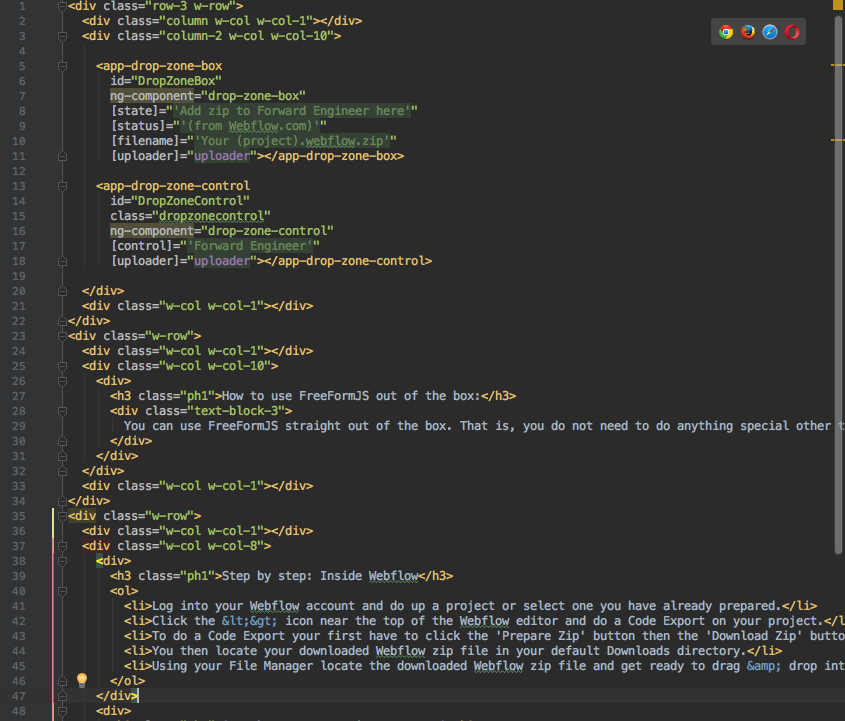 1 <div class="row-3 w-row">
2 <div class="column w-col w-col-1"></div>
3 <div class="column-2 w-col w-col-10">
4
5 <app-drop-zone-box
6 id="DropZoneBox"
7 ng-component="drop-zone-box"
8 [state]="'Add zip to Forward Engineer here'"
9 [status]="'(from Webflow.com)'"
10 [filename]="'Your (project).webflow.zip'"
11 [uploader]="uploader"></app-drop-zone-box>
12
13 <app-drop-zone-control
14 id="DropZoneControl"
15 class="dropzonecontrol"
16 ng-component="drop-zone-control"
17 [control]="'Forward Engineer'"
18 [uploader]="uploader"></app-drop-zone-control>
19
20 </div>
21 <div class="w-col w-col-1"></div>
22 </div>
23 <div class="w-row">
24 <div class="w-col w-col-1"></div>
25 <div class="w-col w-col-10">
26 <div>
27 <h3 class="ph1">How to use FreeFormJS out of the box:</h3>
28 <div class="text-block-3">
29 You can use FreeFormJS straight out of the box. That is, you do not need to do anything special other
30 </div>
31 </div>
32 </div>
33 <div class="w-col w-col-1"></div>
34 </div>
35 <div class="w-row">
36 <div class="w-col w-col-1"></div>
37 <div class="w-col w-col-8">
38 <div>
39 <h3 class="ph1">Step by step: Inside Webflow</h3>
40 <ol>
41 <li>Log into your Webflow account and do up a project or select one you have already prepared.</li>
42 <li>Click the &lt;&gt; icon near the top of the Webflow editor and do a Code Export on your project.</l
43 <li>To do a Code Export your first have to click the 'Prepare Zip' button then the 'Download Zip' butto
44 <li>You then locate your downloaded Webflow zip file in your default Downloads directory.</li>
45 <li>Using your File Manager locate the downloaded Webflow zip file and get ready to drag &amp; drop int
46 </ol>
47 </div>
48 <div>